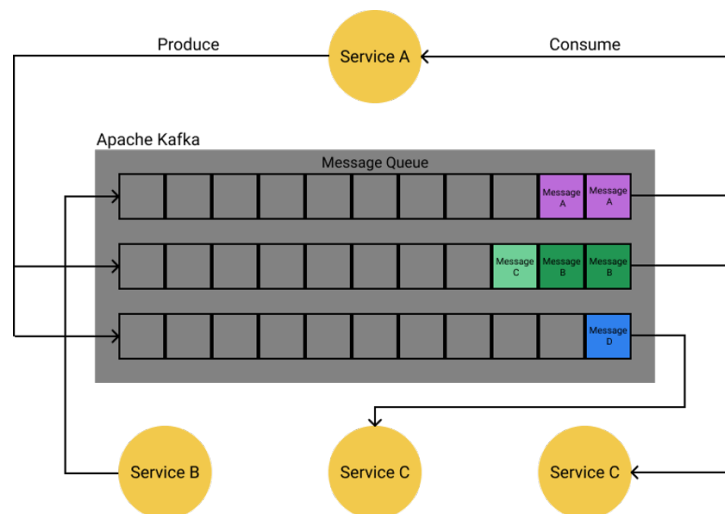 Produce
Service A
Consume
Apache Kafka
Message Queue
Message
A
Message
A
Message
C
Message
B
Message
B
Message
D
Service B
Service C
Service C